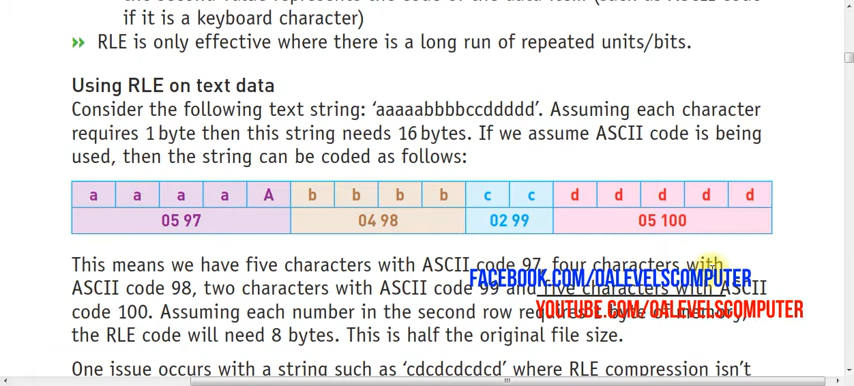 the second value represents the code of the data item (such as ASCII code
if it is a keyboard character)
» RLE is only effective where there is a long run of repeated units/bits.
Using RLE on text data
Consider the following text string: ‘aaaaabbbbccddddd’. Assuming each character
requires 1 byte then this string needs 16 bytes. If we assume ASCII code is being
used, then the string can be coded as follows:
a a a a A b b b b c c d d d d d
05 97 04 98 02 99 05 100
This means we have five characters with ASCII code 97, four characters with
FACEBOOK.COM/OALEVELSCOMPUTER
ASCII code 98, two characters with ASCII code 99 and five characters with ASCII
YOUTUBE.COM/OALEVELSCOMPUTER
code 100. Assuming each number in the second row requires 1 byte of memory,
the RLE code will need 8 bytes. This is half the original file size.
One issue occurs with a string such as ‘cdcdcdcdcd’ where RLE compression isn’t